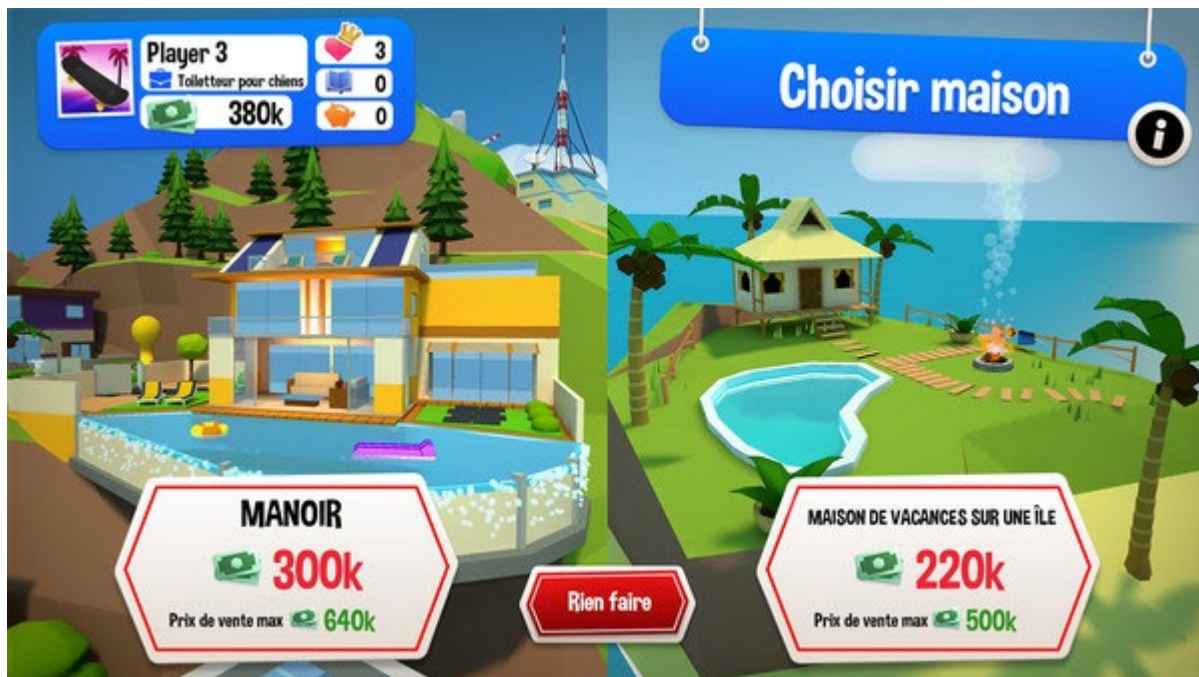 Player 3
Toiletteur pour chiens
380k
3
0
0
Choisir maison
i
MANOIR
300k
Prix de vente max 640k
Rien faire
MAISON DE VACANCES SUR UNE ÎLE
220k
Prix de vente max 500k